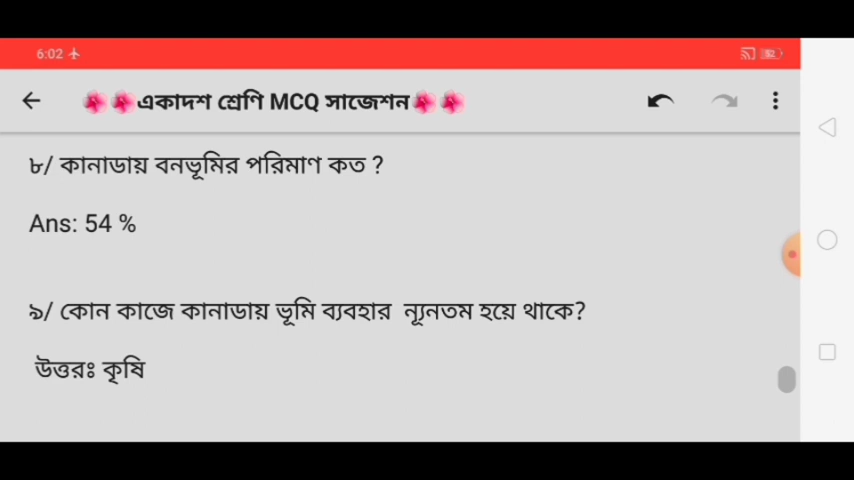 6:02
একাদশ শ্রেণি MCQ সাজেশন
৮/ কানাডায় বনভূমির পরিমাণ কত ?
Ans: 54 %
৯/ কোন কাজে কানাডায় ভূমি ব্যবহার ন্যূনতম হয়ে থাকে?
উত্তরঃ কৃষি